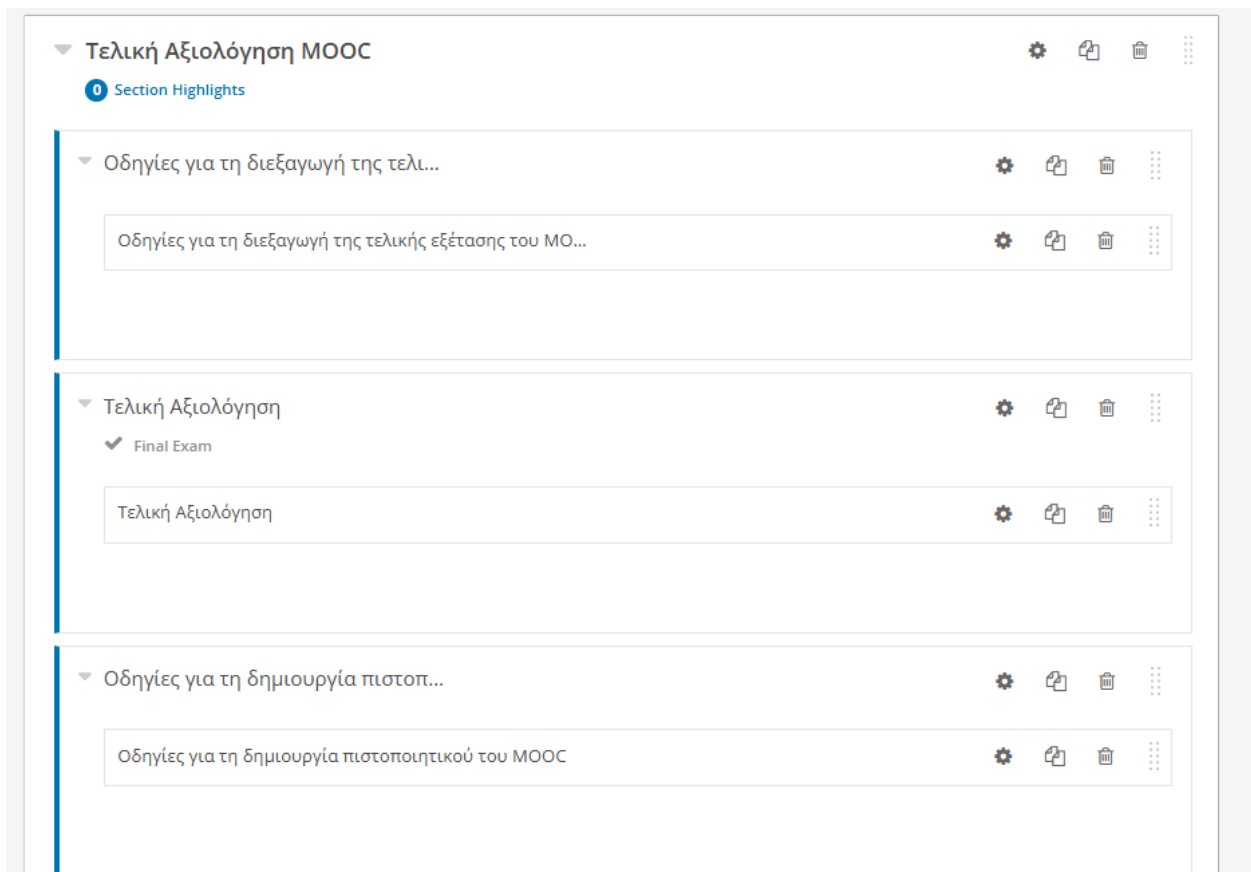 Τελική Αξιολόγηση MOOC
0 Section Highlights
Οδηγίες για τη διεξαγωγή της τελι...
Οδηγίες για τη διεξαγωγή της τελικής εξέτασης του MO...
Τελική Αξιολόγηση
Final Exam
Τελική Αξιολόγηση
Οδηγίες για τη δημιουργία πιστοπ...
Οδηγίες για τη δημιουργία πιστοποιητικού του MOOC